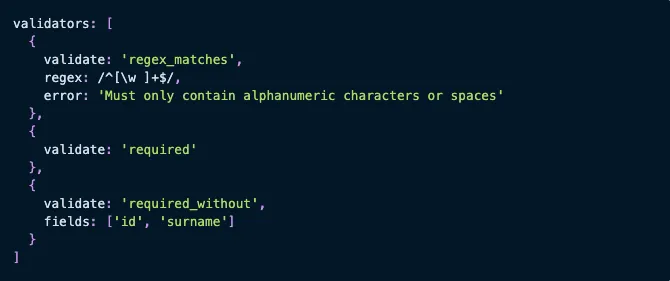 validators: [
  {
    validate: 'regex_matches',
    regex: /^[\w ]+$/,
    error: 'Must only contain alphanumeric characters or spaces'
  },
  {
    validate: 'required'
  },
  {
    validate: 'required_without',
    fields: ['id', 'surname']
  }
]